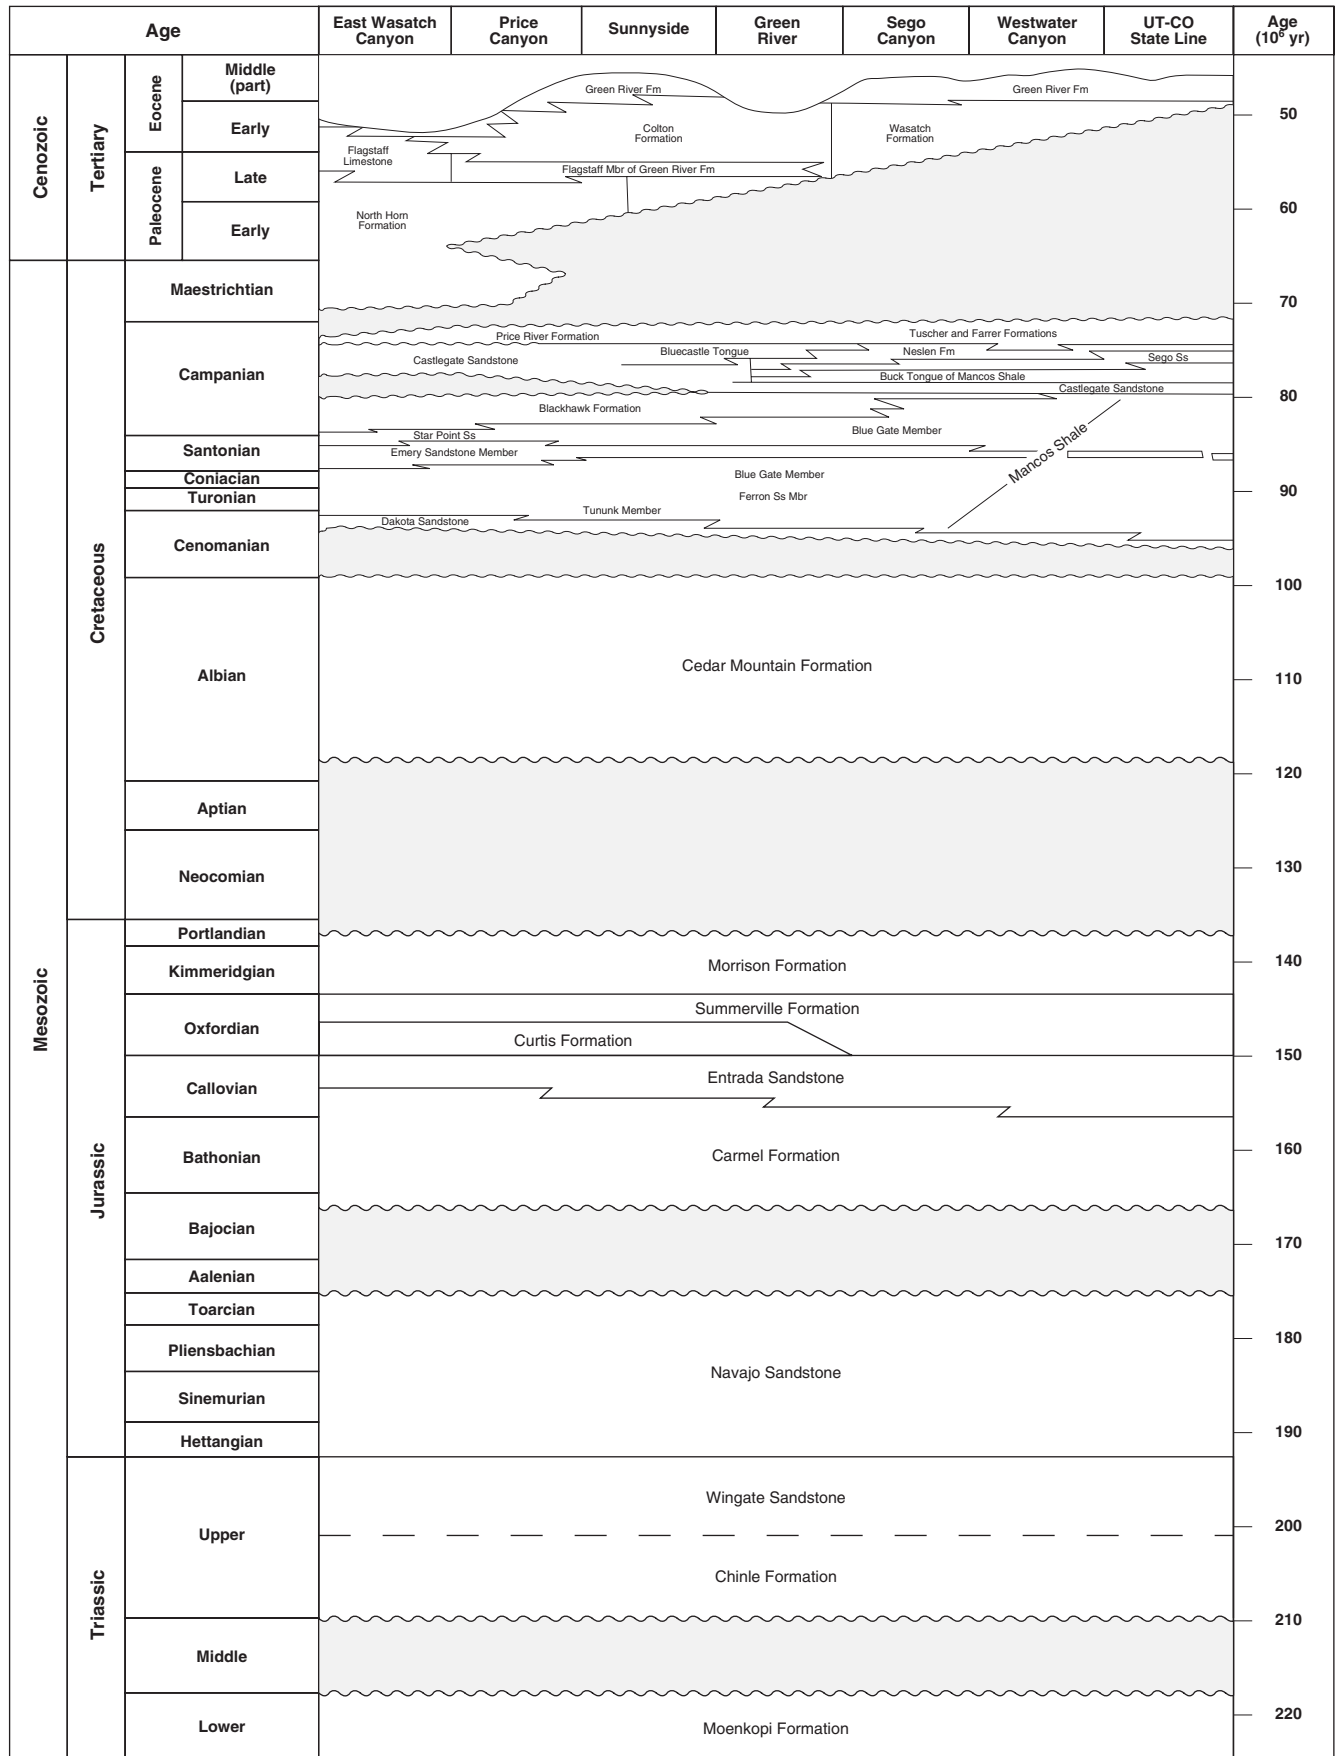 Age
East Wasatch
Canyon
Price
Canyon
Sunnyside
Green
River
Sego
Canyon
Westwater
Canyon
UT-CO
State Line
Age
(10⁶ yr)
Cenozoic
Tertiary
Eocene
Middle
(part)
Early
Paleocene
Late
Early
Mesozoic
Cretaceous
Maestrichtian
Campanian
Santonian
Coniacian
Turonian
Cenomanian
Albian
Aptian
Neocomian
Jurassic
Portlandian
Kimmeridgian
Oxfordian
Callovian
Bathonian
Bajocian
Aalenian
Toarcian
Pliensbachian
Sinemurian
Hettangian
Triassic
Upper
Middle
Lower
Green River Fm
Green River Fm
Colton
Formation
Wasatch
Formation
Flagstaff
Limestone
Flagstaff Mbr of Green River Fm
North Horn
Formation
Price River Formation
Tuscher and Farrer Formations
Bluecastle Tongue
Neslen Fm
Sego Ss
Castlegate Sandstone
Buck Tongue of Mancos Shale
Castlegate Sandstone
Blackhawk Formation
Blue Gate Member
Star Point Ss
Mancos Shale
Emery Sandstone Member
Blue Gate Member
Ferron Ss Mbr
Tununk Member
Dakota Sandstone
Cedar Mountain Formation
Morrison Formation
Summerville Formation
Curtis Formation
Entrada Sandstone
Carmel Formation
Navajo Sandstone
Wingate Sandstone
Chinle Formation
Moenkopi Formation
50
60
70
80
90
100
110
120
130
140
150
160
170
180
190
200
210
220